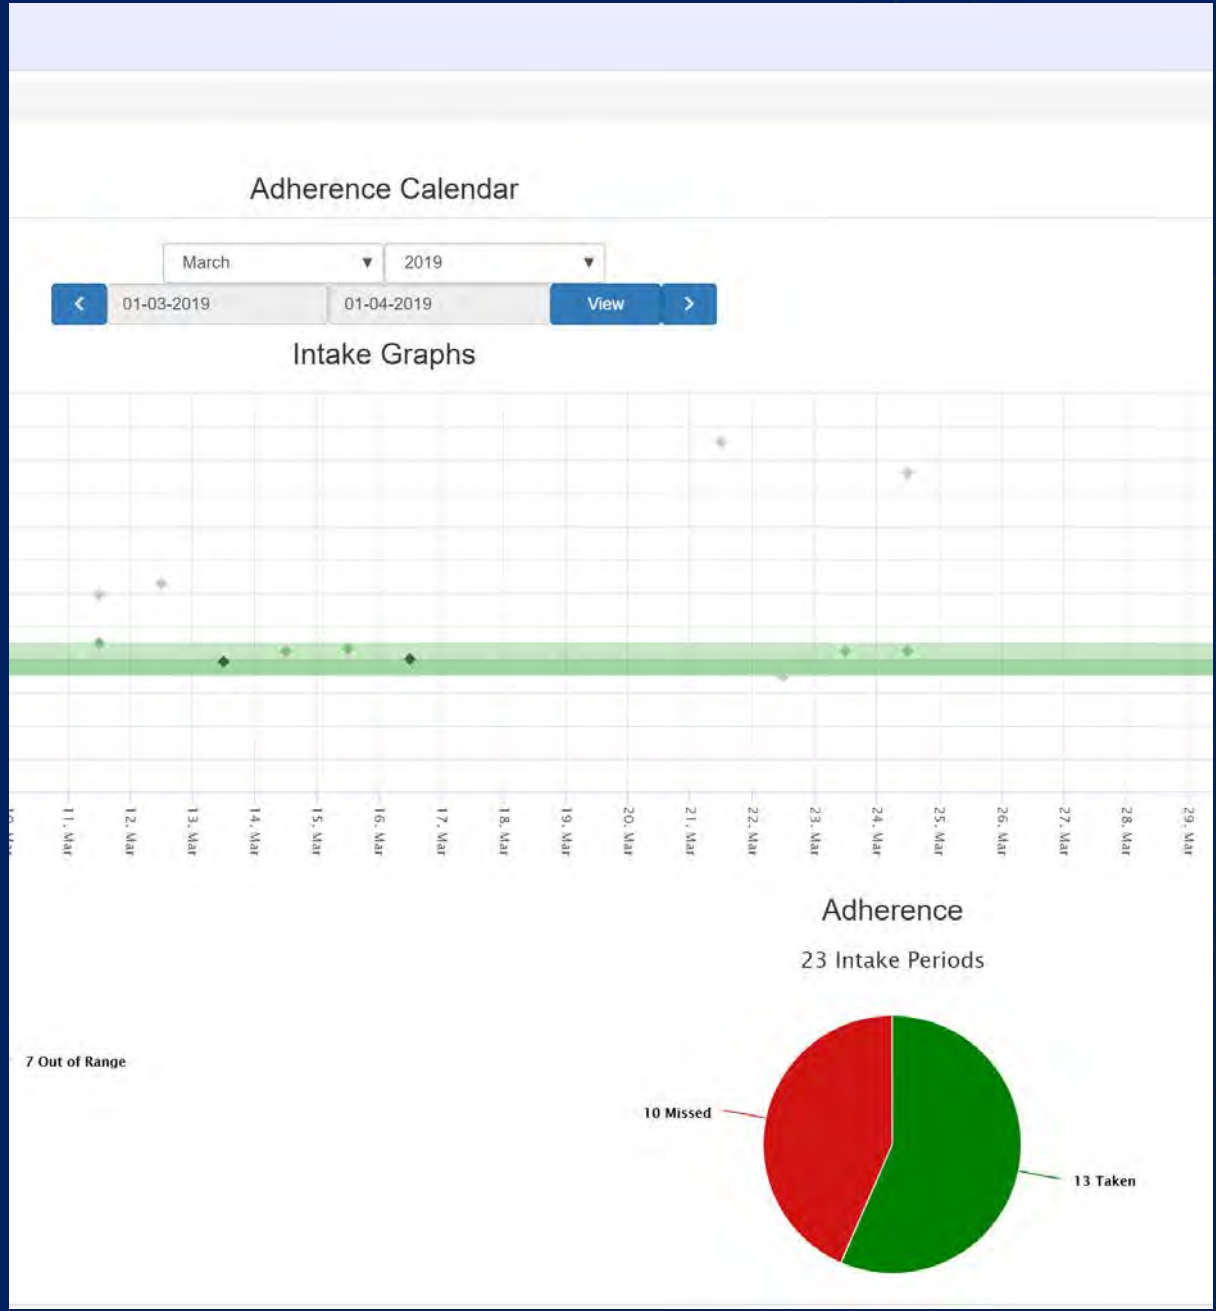 Adherence Calendar
March 2019
01-03-2019 01-04-2019 View
Intake Graphs
11. Mar
12. Mar
13. Mar
14. Mar
15. Mar
16. Mar
17. Mar
18. Mar
19. Mar
20. Mar
21. Mar
22. Mar
23. Mar
24. Mar
25. Mar
26. Mar
27. Mar
28. Mar
29. Mar
Adherence
23 Intake Periods
7 Out of Range
10 Missed
13 Taken